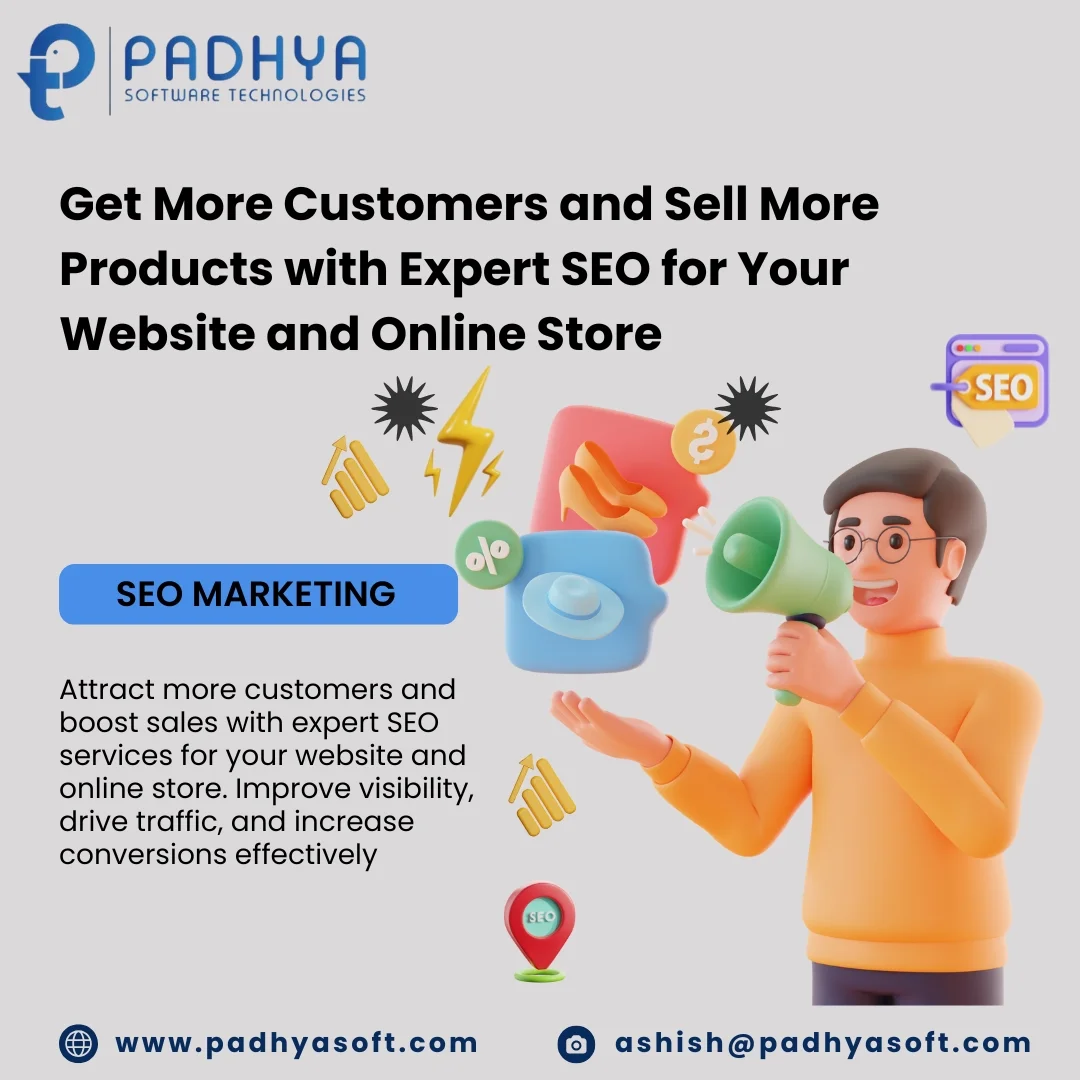 PADHYA
SOFTWARE TECHNOLOGIES
Get More Customers and Sell More
Products with Expert SEO for Your
Website and Online Store
SEO
SEO MARKETING
Attract more customers and
boost sales with expert SEO
services for your website and
online store. Improve visibility,
drive traffic, and increase
conversions effectively
SEO
www.padhyasoft.com
ashish@padhyasoft.com